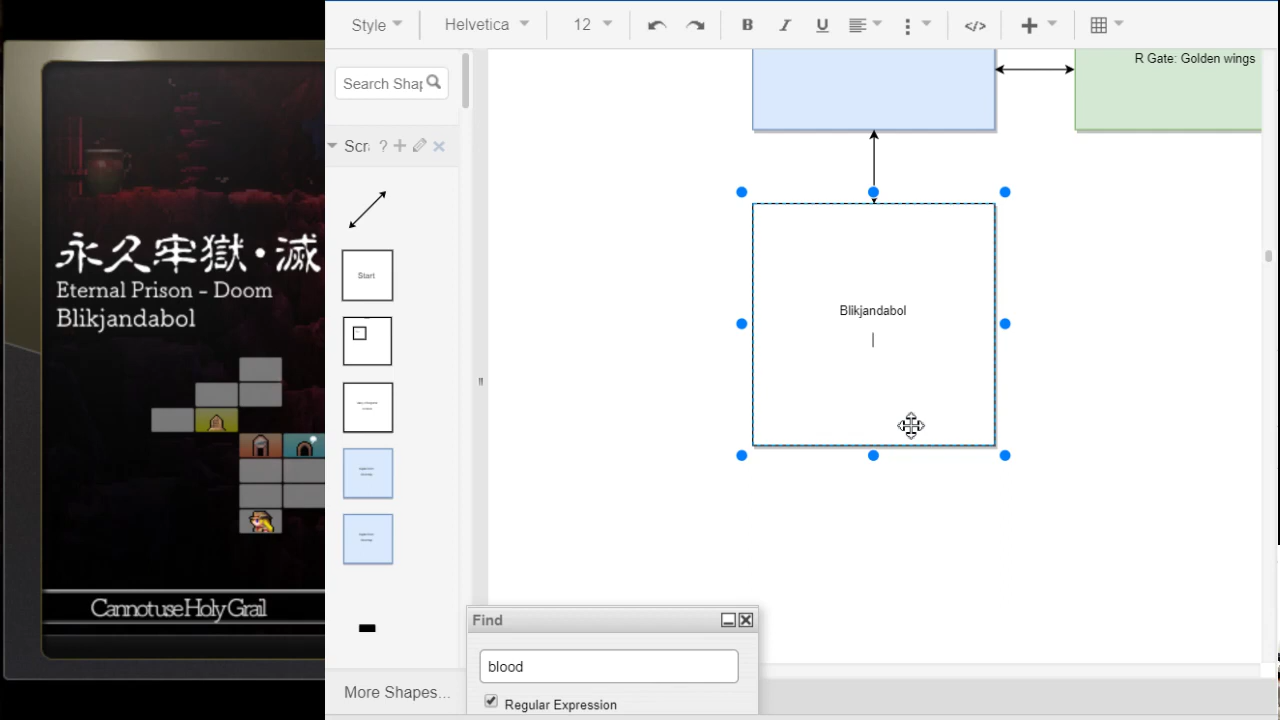 永久牢獄・滅
Eternal Prison - Doom
Blikjandabol
Cannot use Holy Grail
Style
Helvetica
12
B
I
U
</>
Search Shap
Scr
?
Start
More Shapes...
R Gate: Golden wings
Blikjandabol
Find
blood
Regular Expression